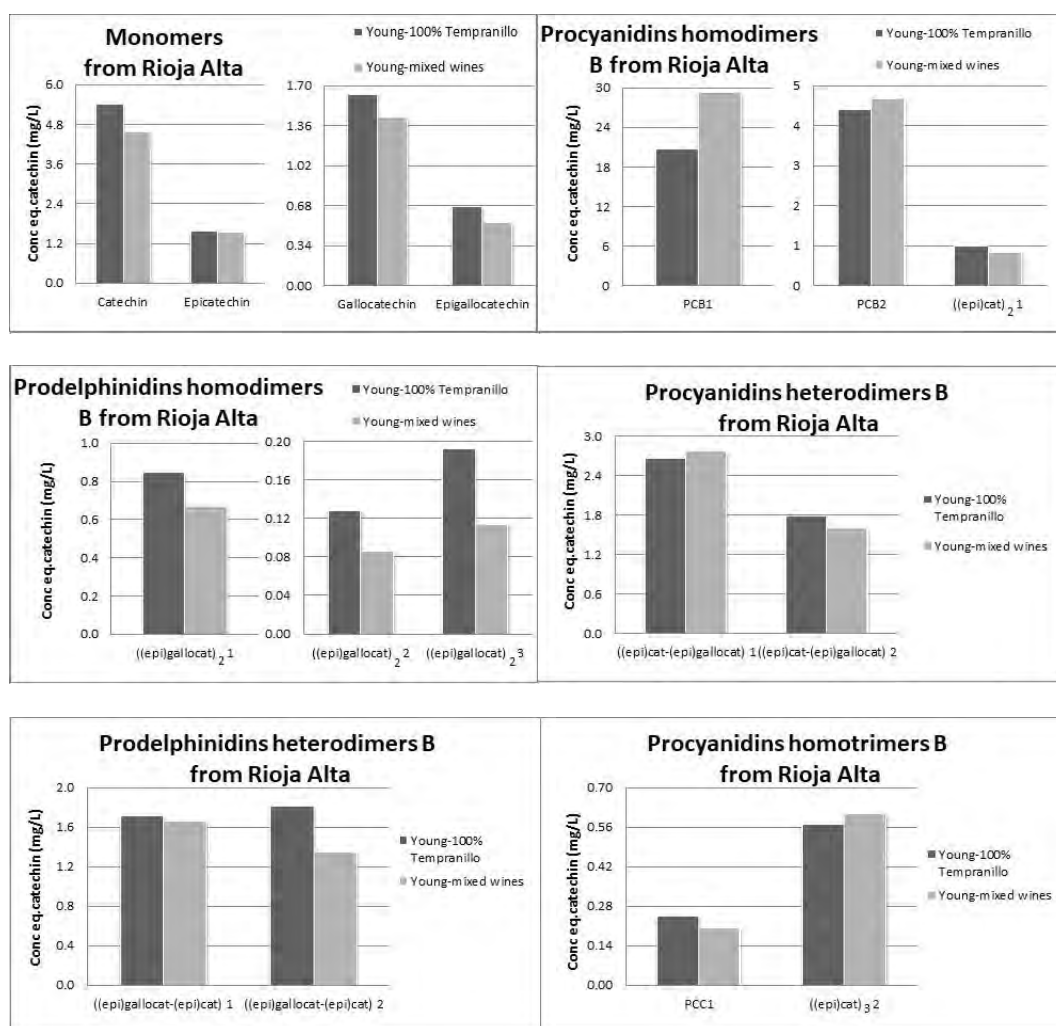 Monomers
from Rioja Alta
Young-100% Tempranillo
Young-mixed wines
Conc eq.catechin (mg/L)
6.0
4.8
3.6
2.4
1.2
0.0
Catechin Epicatechin
1.70
1.36
1.02
0.68
0.34
0.00
Gallocatechin Epigallocatechin
Procyanidins homodimers
B from Rioja Alta
Young-100% Tempranillo
Young-mixed wines
Conc eq.catechin (mg/L)
30
24
18
12
6
0
PCB1
5
4
3
2
1
0
PCB2 ((epi)cat)₂1
Prodelphinidins homodimers
B from Rioja Alta
Young-100% Tempranillo
Young-mixed wines
Conc eq.catechin (mg/L)
1.0
0.8
0.6
0.4
0.2
0.0
((epi)gallocat)₂1
0.20
0.16
0.12
0.08
0.04
0.00
((epi)gallocat)₂2 ((epi)gallocat)₂3
Procyanidins heterodimers B
from Rioja Alta
Conc eq.catechin (mg/L)
3.0
2.4
1.8
1.2
0.6
0.0
((epi)cat-(epi)gallocat) 1 ((epi)cat-(epi)gallocat) 2
Young-100%
Tempranillo
Young-mixed wines
Prodelphinidins heterodimers B
from Rioja Alta
Conc eq.catechin (mg/L)
2.0
1.6
1.2
0.8
0.4
0.0
((epi)gallocat-(epi)cat) 1 ((epi)gallocat-(epi)cat) 2
Young-100%
Tempranillo
Young-mixed wines
Procyanidins homotrimers B
from Rioja Alta
Conc eq.catechin (mg/L)
0.70
0.56
0.42
0.28
0.14
0.00
PCC1 ((epi)cat)₃2
Young-100%
Tempranillo
Young-mixed wines